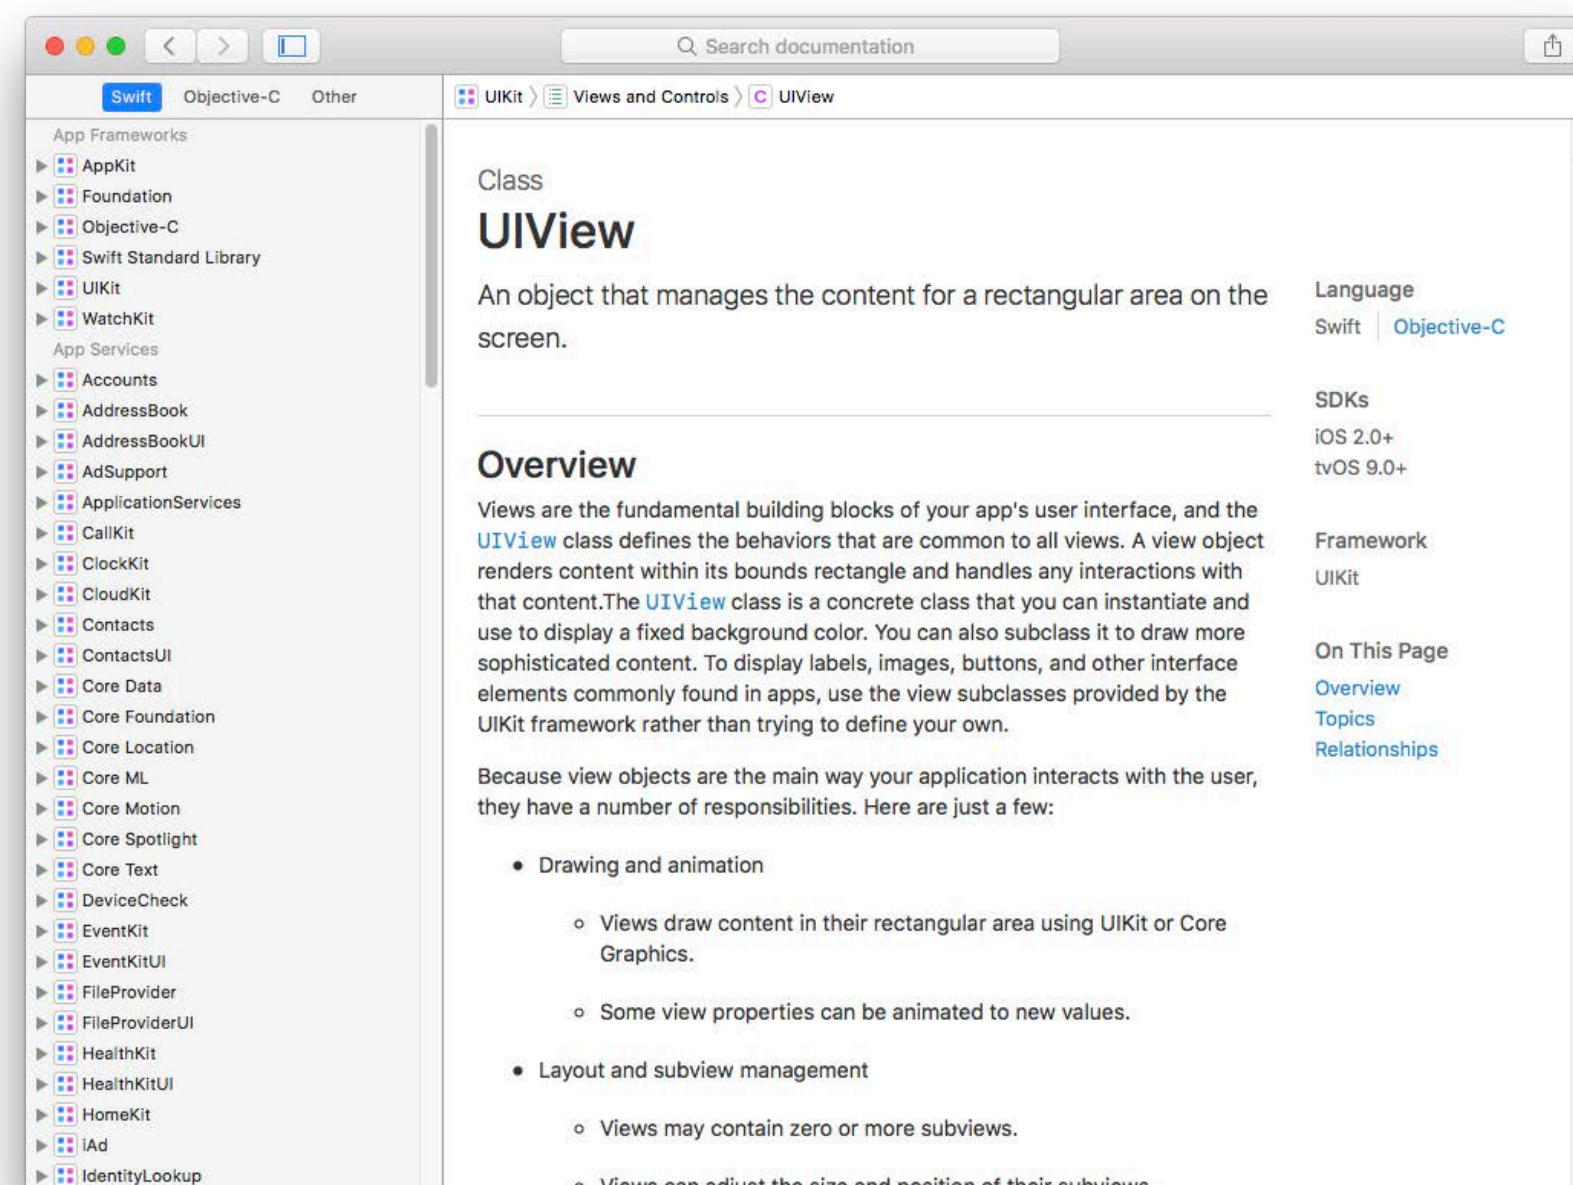 Search documentation
Swift Objective-C Other
UIKit Views and Controls C UIView
App Frameworks
AppKit
Foundation
Objective-C
Swift Standard Library
UIKit
WatchKit
App Services
Accounts
AddressBook
AddressBookUI
AdSupport
ApplicationServices
CallKit
ClockKit
CloudKit
Contacts
ContactsUI
Core Data
Core Foundation
Core Location
Core ML
Core Motion
Core Spotlight
Core Text
DeviceCheck
EventKit
EventKitUI
FileProvider
FileProviderUI
HealthKit
HealthKitUI
HomeKit
iAd
IdentityLookup
Class
UIView
An object that manages the content for a rectangular area on the
screen.
Overview
Views are the fundamental building blocks of your app's user interface, and the
UIView class defines the behaviors that are common to all views. A view object
renders content within its bounds rectangle and handles any interactions with
that content.The UIView class is a concrete class that you can instantiate and
use to display a fixed background color. You can also subclass it to draw more
sophisticated content. To display labels, images, buttons, and other interface
elements commonly found in apps, use the view subclasses provided by the
UIKit framework rather than trying to define your own.
Because view objects are the main way your application interacts with the user,
they have a number of responsibilities. Here are just a few:
• Drawing and animation
◦ Views draw content in their rectangular area using UIKit or Core
Graphics.
◦ Some view properties can be animated to new values.
• Layout and subview management
◦ Views may contain zero or more subviews.
◦ Views can adjust the size and position of their subviews.
Language
Swift Objective-C
SDKs
iOS 2.0+
tvOS 9.0+
Framework
UIKit
On This Page
Overview
Topics
Relationships